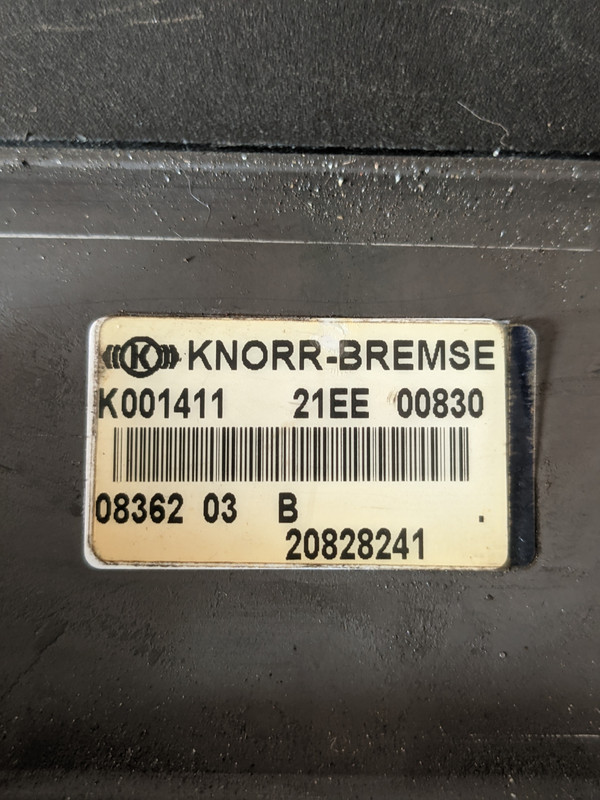 K KNORR-BREMSE
K001411 21EE 00830
08362 03 B .
20828241